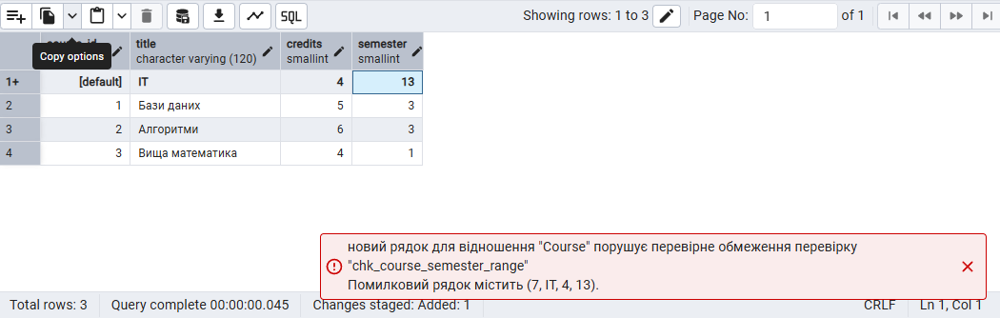 SQL Showing rows: 1 to 3 Page No: 1 of 1
Copy options
title credits semester
character varying (120) smallint smallint
1+ [default] IT 4 13
2 1 Бази даних 5 3
3 2 Алгоритми 6 3
4 3 Вища математика 4 1
новий рядок для відношення "Course" порушує перевірне обмеження перевірку
"chk_course_semester_range"
Помилковий рядок містить (7, IT, 4, 13).
Total rows: 3 Query complete 00:00:00.045 Changes staged: Added: 1 CRLF Ln 1, Col 1